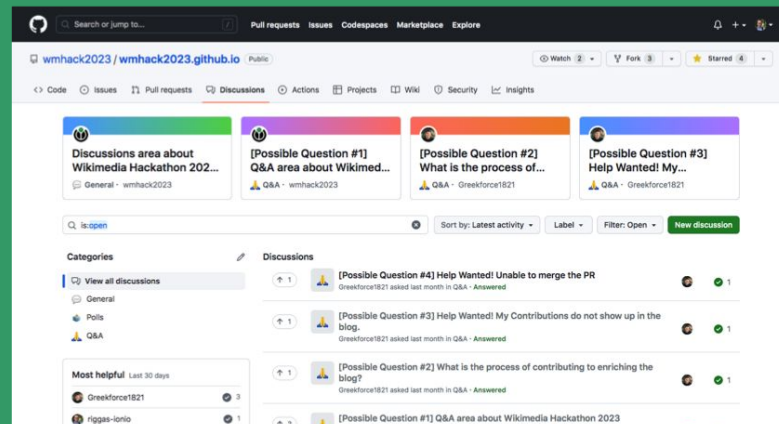 Search or jump to...
/
Pull requests Issues Codespaces Marketplace Explore
wmhack2023 / wmhack2023.github.io Public
Watch 2
Fork 3
Starred 4
Code Issues Pull requests Discussions Actions Projects Wiki Security Insights
Discussions area about
Wikimedia Hackathon 202...
General · wmhack2023
[Possible Question #1]
Q&A area about Wikimed...
Q&A · wmhack2023
[Possible Question #2]
What is the process of...
Q&A · Greekforce1821
[Possible Question #3]
Help Wanted! My...
Q&A · Greekforce1821
is:open
Sort by: Latest activity
Label
Filter: Open
New discussion
Categories
View all discussions
General
Polls
Q&A
Most helpful Last 30 days
Greekforce1821 3
riggas-ionio 1
Discussions
1
[Possible Question #4] Help Wanted! Unable to merge the PR
Greekforce1821 asked last month in Q&A · Answered
1
1
[Possible Question #3] Help Wanted! My Contributions do not show up in the
blog.
Greekforce1821 asked last month in Q&A · Answered
1
1
[Possible Question #2] What is the process of contributing to enriching the
blog?
Greekforce1821 asked last month in Q&A · Answered
1
[Possible Question #1] Q&A area about Wikimedia Hackathon 2023